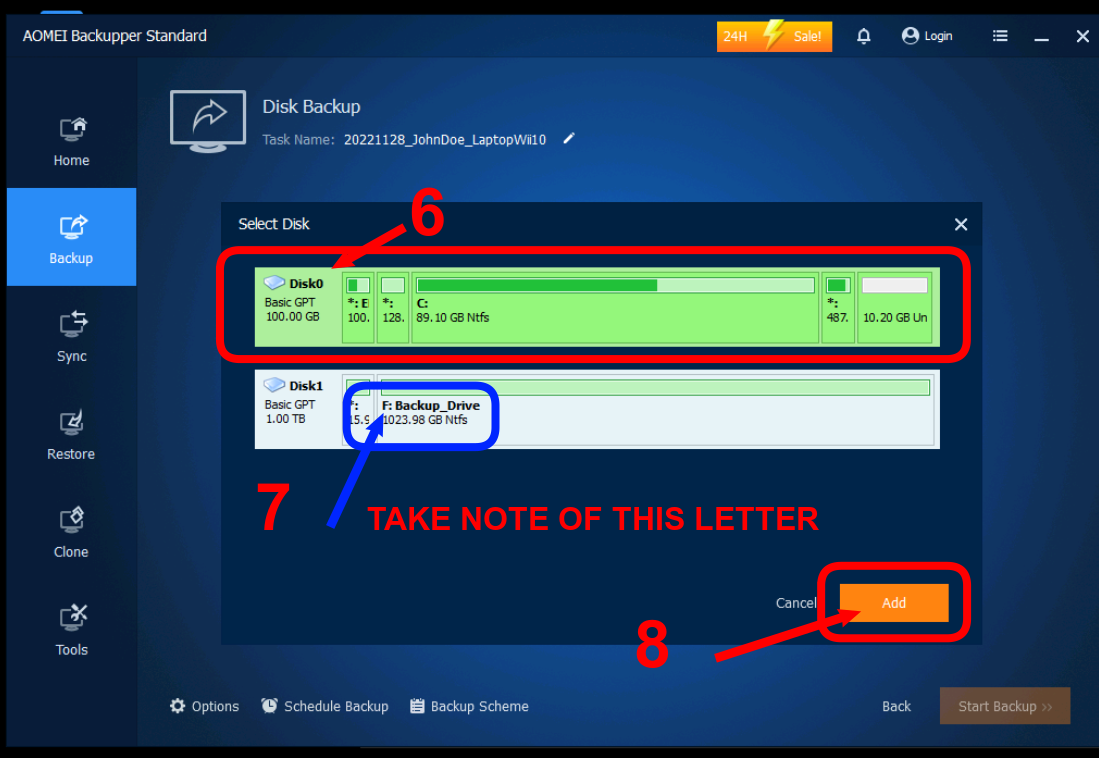 AOMEI Backupper Standard
24H Sale!
Login
Disk Backup
Task Name: 20221128_JohnDoe_LaptopWii10
Home
Backup
Sync
Restore
Clone
Tools
6
Select Disk
Disk0
Basic GPT
100.00 GB
*: E
100.
*:
128.
C:
89.10 GB Ntfs
*:
487.
10.20 GB Un
Disk1
Basic GPT
1.00 TB
*:
15.9
F: Backup_Drive
1023.98 GB Ntfs
7
TAKE NOTE OF THIS LETTER
Cancel
Add
8
Options
Schedule Backup
Backup Scheme
Back
Start Backup >>